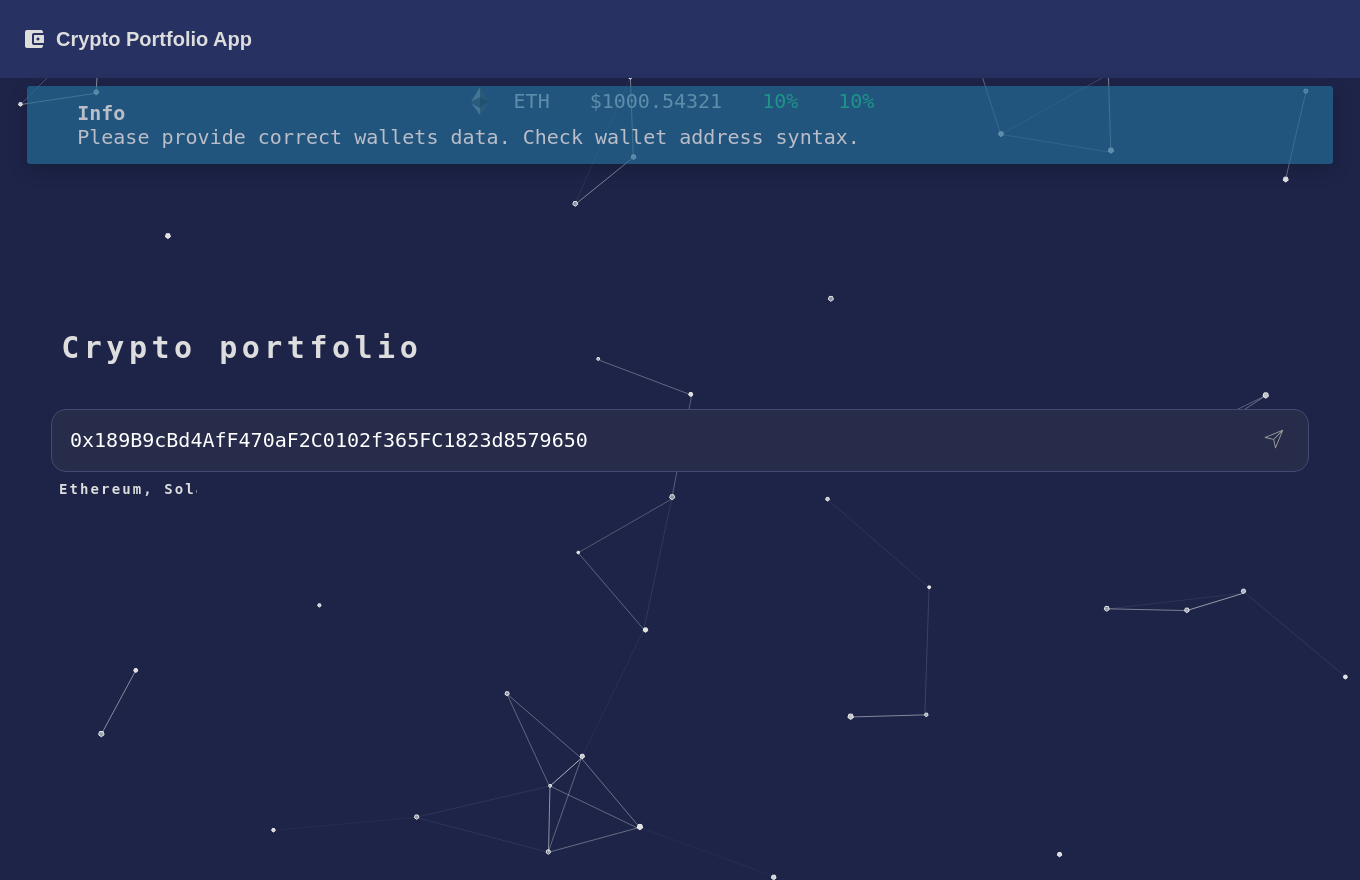 Crypto Portfolio App
ETH $1000.54321 10% 10%
Info
Please provide correct wallets data. Check wallet address syntax.
Crypto portfolio
0x189B9cBd4AfF470aF2C0102f365FC1823d8579650
Ethereum, Sol